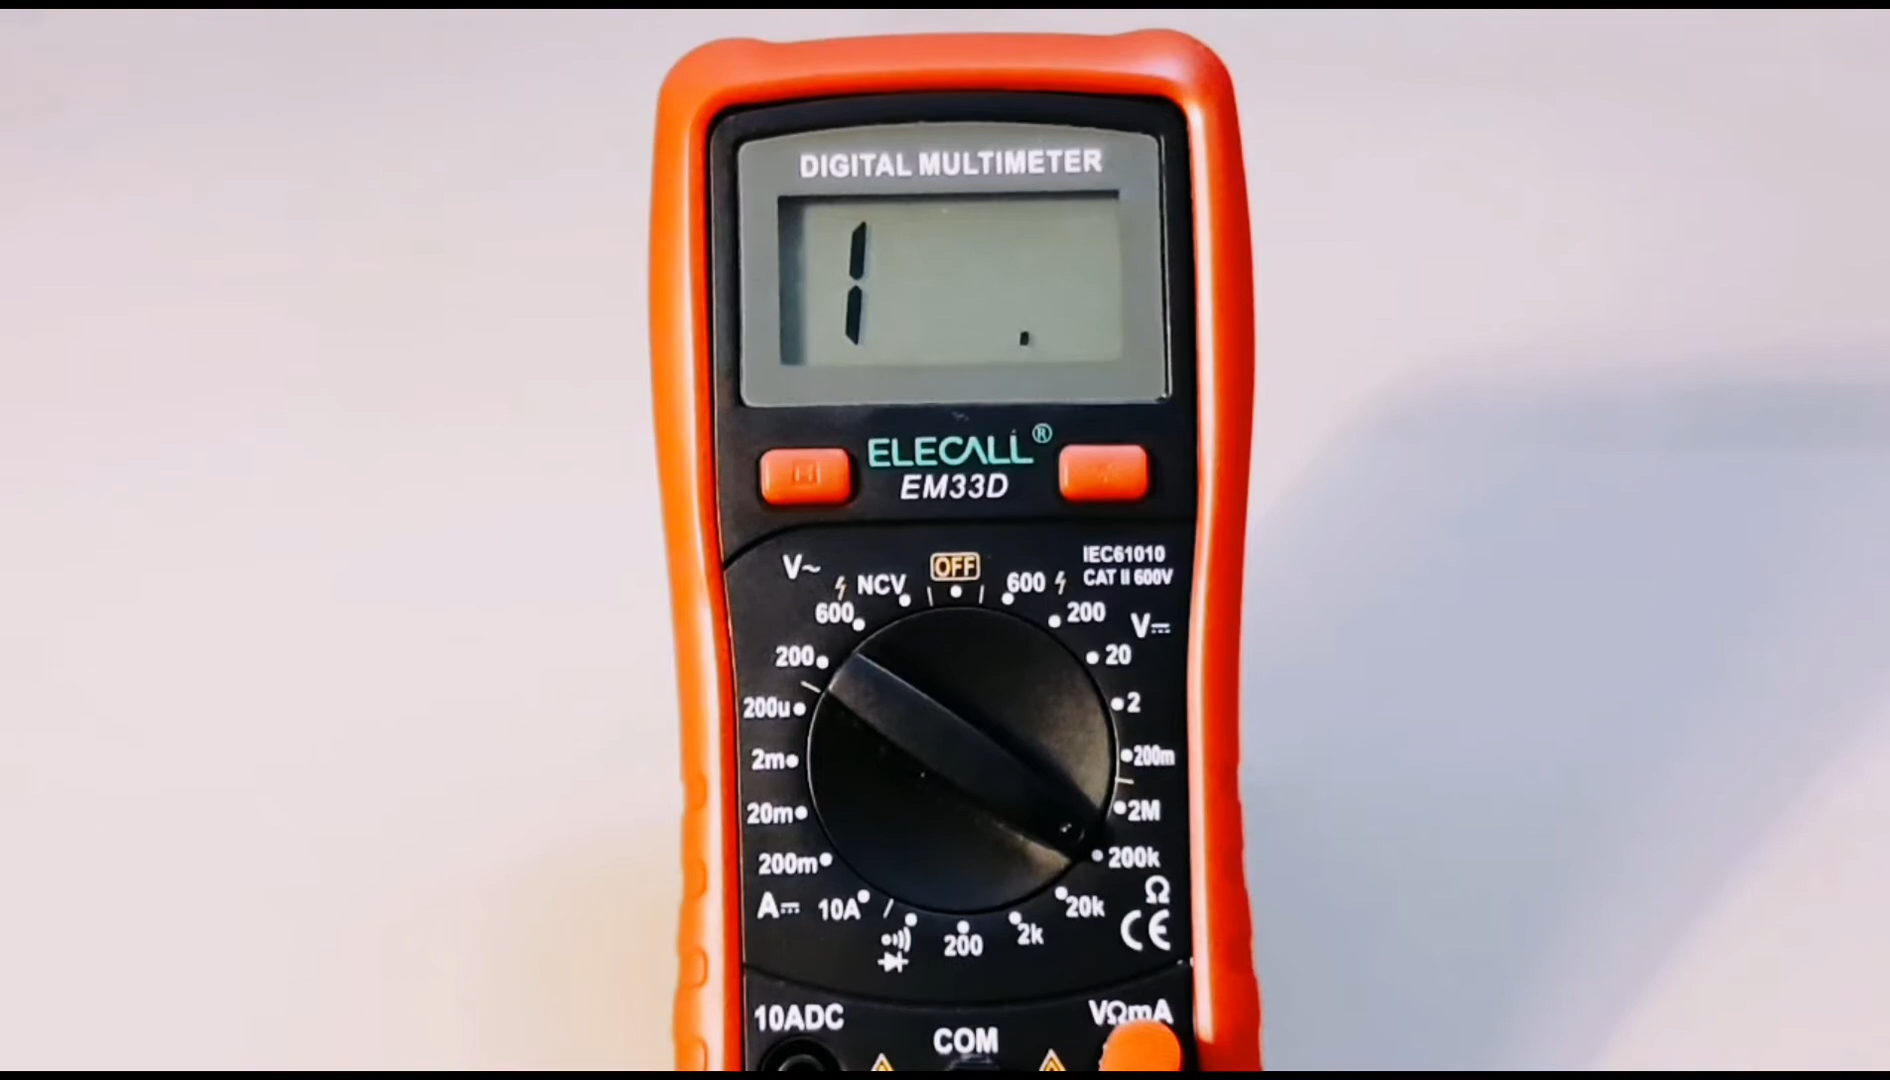 DIGITAL MULTIMETER
1 .
ELECALL®
EM33D
H
V~
NCV
OFF
600
IEC61010
CAT II 600V
600
200
V⎓
200
20
200u
2
2m
200m
20m
2M
200m
200k
A⎓
10A
Ω
20k
200
2k
CE
10ADC
COM
VΩmA